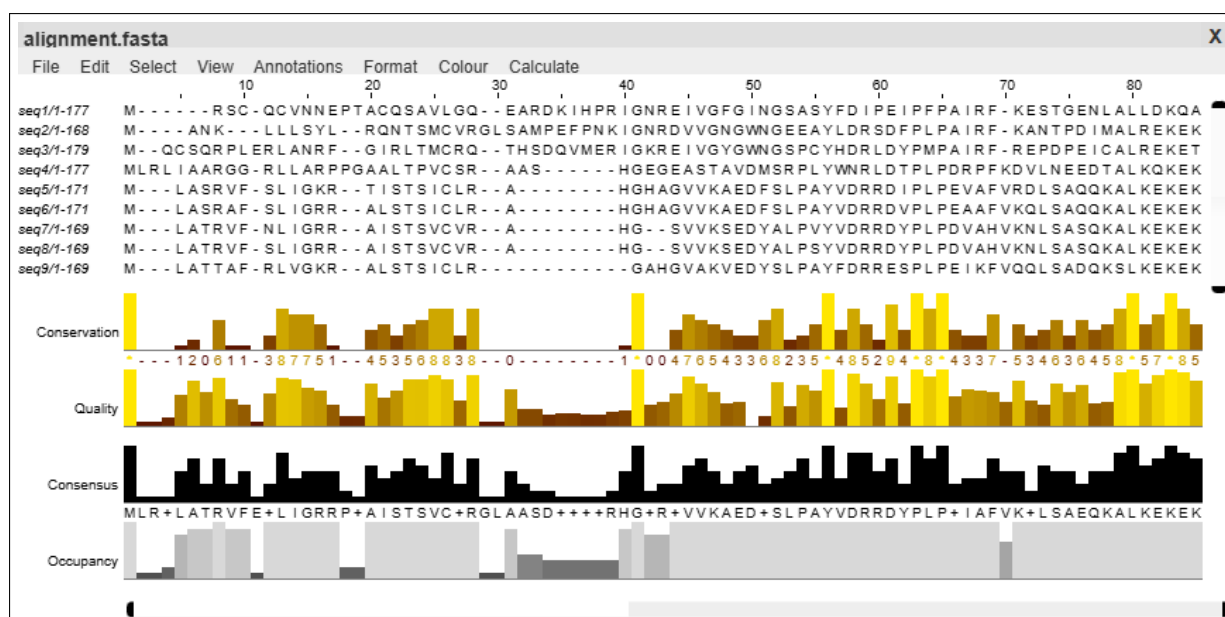 alignment.fasta X
File Edit Select View Annotations Format Colour Calculate
10 20 30 40 50 60 70 80
seq1/1-177 M------RSC-QCVNNEPTACQSAVLGQ--EARDKIHPRIGNREIVGFGINGSASYFDIPEIPFPAIRF-KESTGENLALLDKQA
seq2/1-168 M----ANK---LLLSYL--RQNTSMCVRGLSAMPEFPNKIGNRDVVGNGWNGEEAYLDRSDFPLPAIRF-KANTPDIMALREKEK
seq3/1-179 M--QCSQRPLERLANRF--GIRLTMCRQ--THSDQVMERIGKREIVGYGWNGSPCYHDRLDYPMPAIRF-REPDPEICALREKET
seq4/1-177 MLRLIAARGG-RLLARPPGAALTPVCSR--AAS------HGEGEASTAVDMSRPLYWNRLDTPLPDRPFKDVLNEEDTALKQKEK
seq5/1-171 M---LASRVF-SLIGKR--TISTSICLR--A--------HGHAGVVKAEDFSLPAYVDRRDIPLPEVAFVRDLSAQQKALKEKEK
seq6/1-171 M---LASRAF-SLIGRR--ALSTSICLR--A--------HGHAGVVKAEDFSLPAYVDRRDVPLPEAAFVKQLSAQQKALKEKEK
seq7/1-169 M---LATRVF-NLIGRR--AISTSVCVR--A--------HG--SVVKSEDYALPVYVDRRDYPLPDVAHVKNLSASQKALKEKEK
seq8/1-169 M---LATRVF-SLIGRR--AISTSVCVR--A--------HG--SVVKSEDYALPSYVDRRDYPLPDVAHVKNLSASQKALKEKEK
seq9/1-169 M---LATTAF-RLVGKR--ALSTSICLR------------GAHGVAKVEDYSLPAYFDRRESPLPEIKFVQQLSADQKSLKEKEK
Conservation
*---120611-387751--453568838--0--------1*00476543368235*485294*8*4337-534636458*57*85
Quality
Consensus
MLR+LATRVFE+LIGRRP+AISTSVC+RGLAASD++++RHG+R+VVKAED+SLPAYVDRRDYPLP+IAFVK+LSAEQKALKEKEK
Occupancy